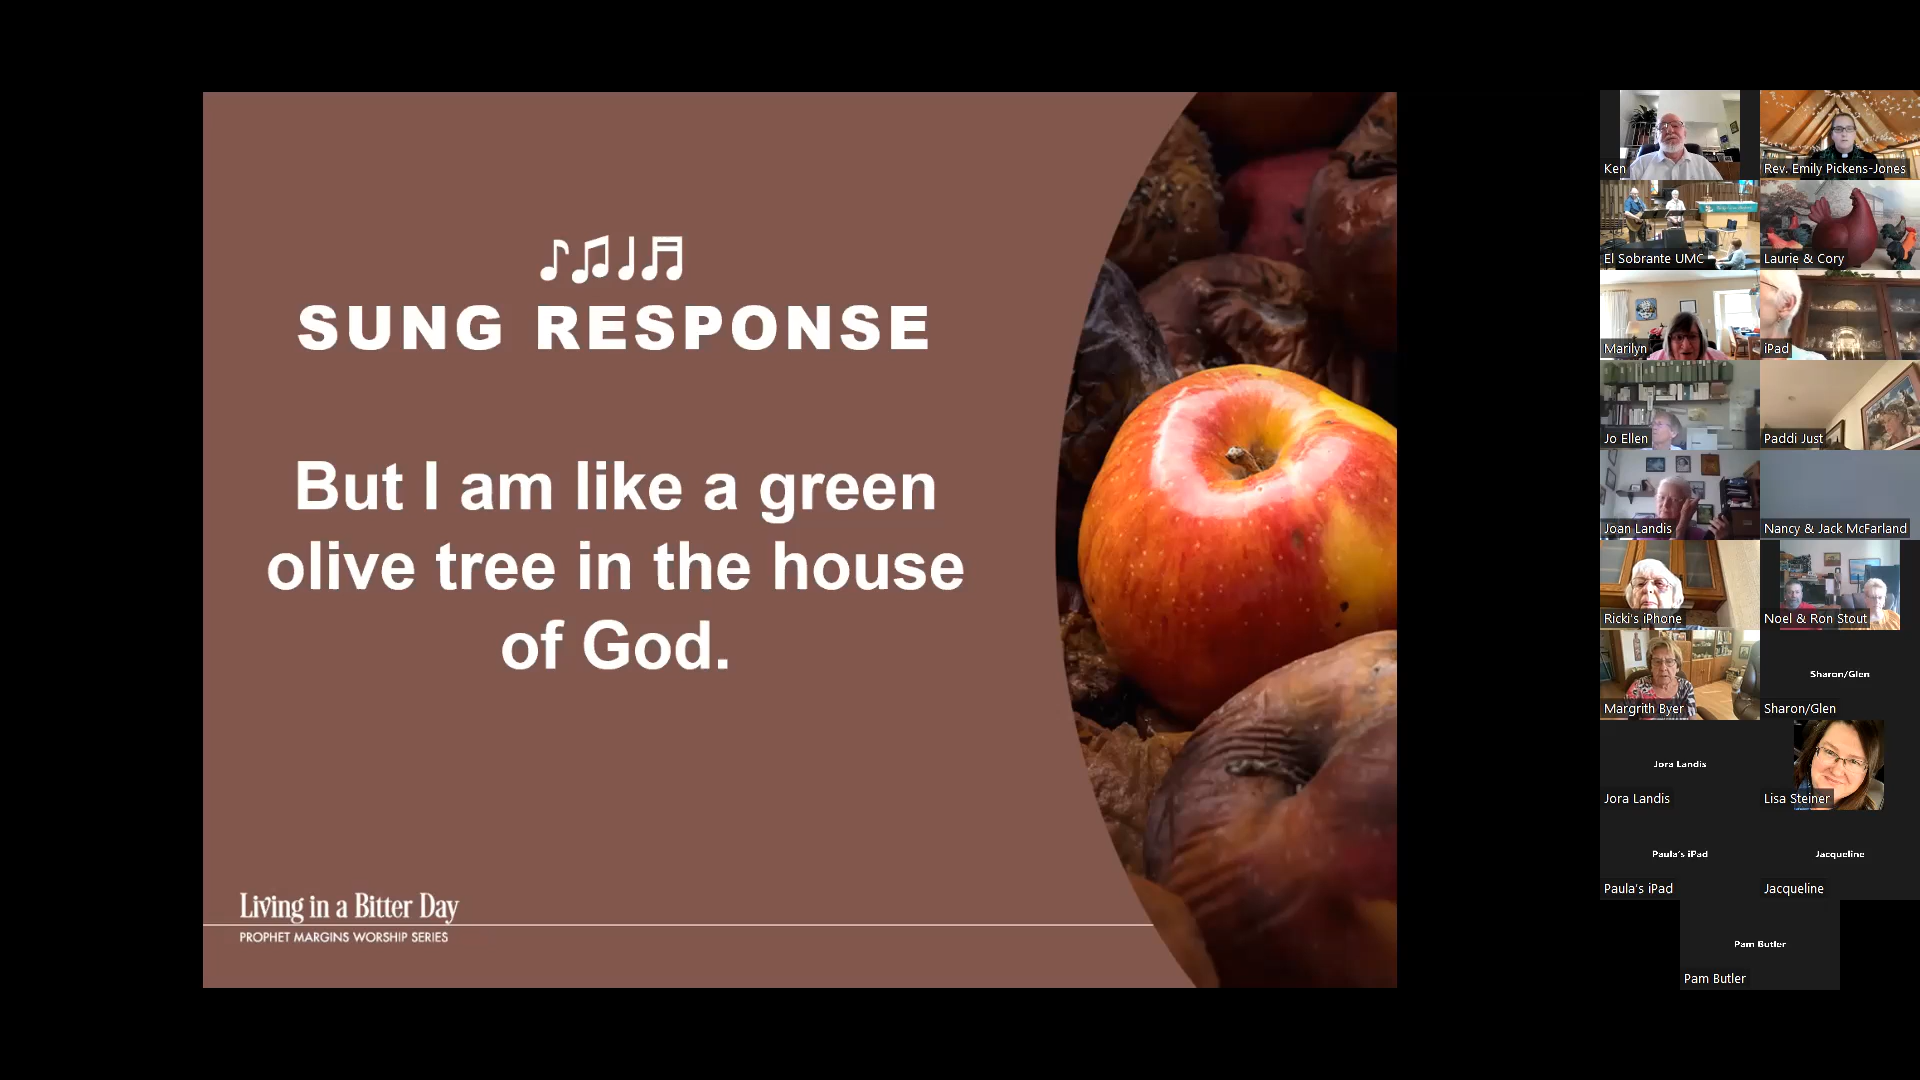 ♪♫♩♬
SUNG RESPONSE
But I am like a green
olive tree in the house
of God.
Living in a Bitter Day
PROPHET MARGINS WORSHIP SERIES
Ken
Rev. Emily Pickens-Jones
El Sobrante UMC
Laurie & Cory
Marilyn
iPad
Jo Ellen
Paddi Just
Joan Landis
Nancy & Jack McFarland
Ricki's iPhone
Noel & Ron Stout
Margrith Byer
Sharon/Glen
Sharon/Glen
Jora Landis
Jora Landis
Lisa Steiner
Paula's iPad
Paula's iPad
Jacqueline
Jacqueline
Pam Butler
Pam Butler